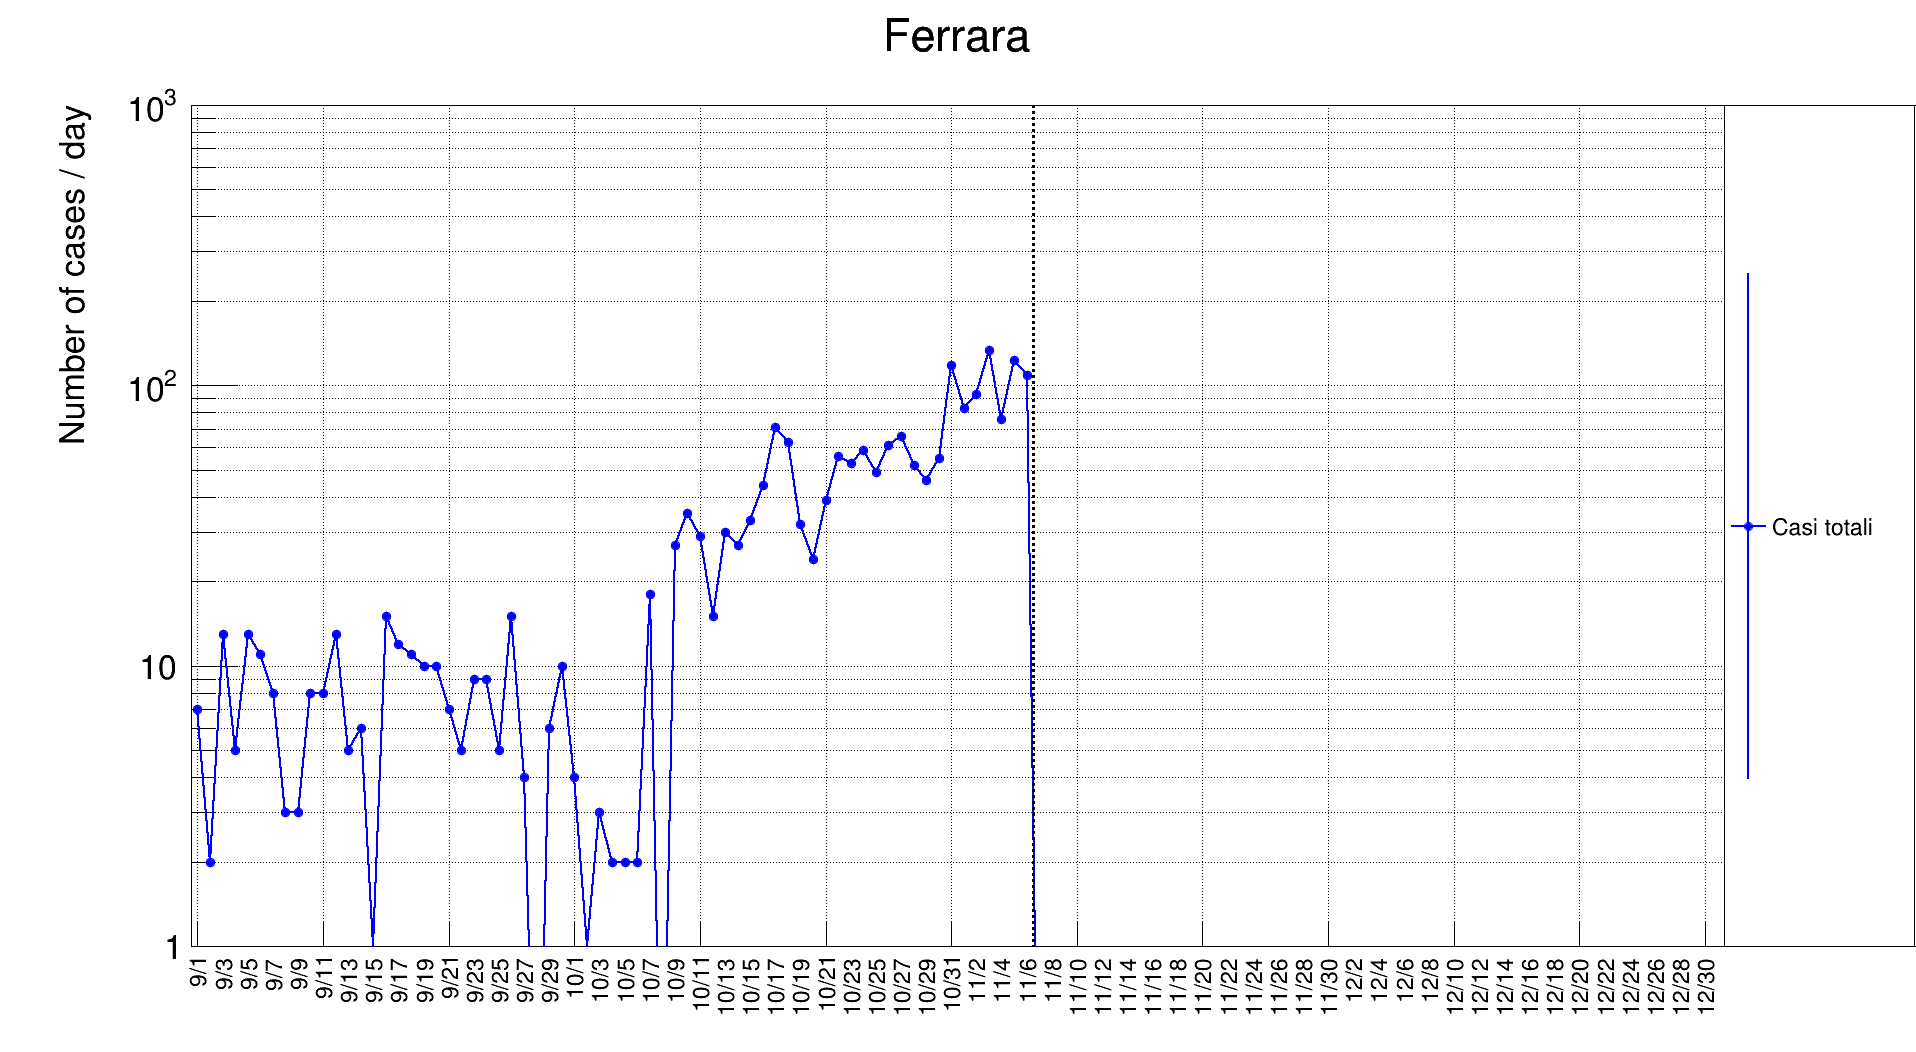 Ferrara
Number of cases / day
10³
10²
10
1
9/1 9/3 9/5 9/7 9/9 9/11 9/13 9/15 9/17 9/19 9/21 9/23 9/25 9/27 9/29 10/1 10/3 10/5 10/7 10/9 10/11 10/13 10/15 10/17 10/19 10/21 10/23 10/25 10/27 10/29 10/31 11/2 11/4 11/6 11/8 11/10 11/12 11/14 11/16 11/18 11/20 11/22 11/24 11/26 11/28 11/30 12/2 12/4 12/6 12/8 12/10 12/12 12/14 12/16 12/18 12/20 12/22 12/24 12/26 12/28 12/30
Casi totali